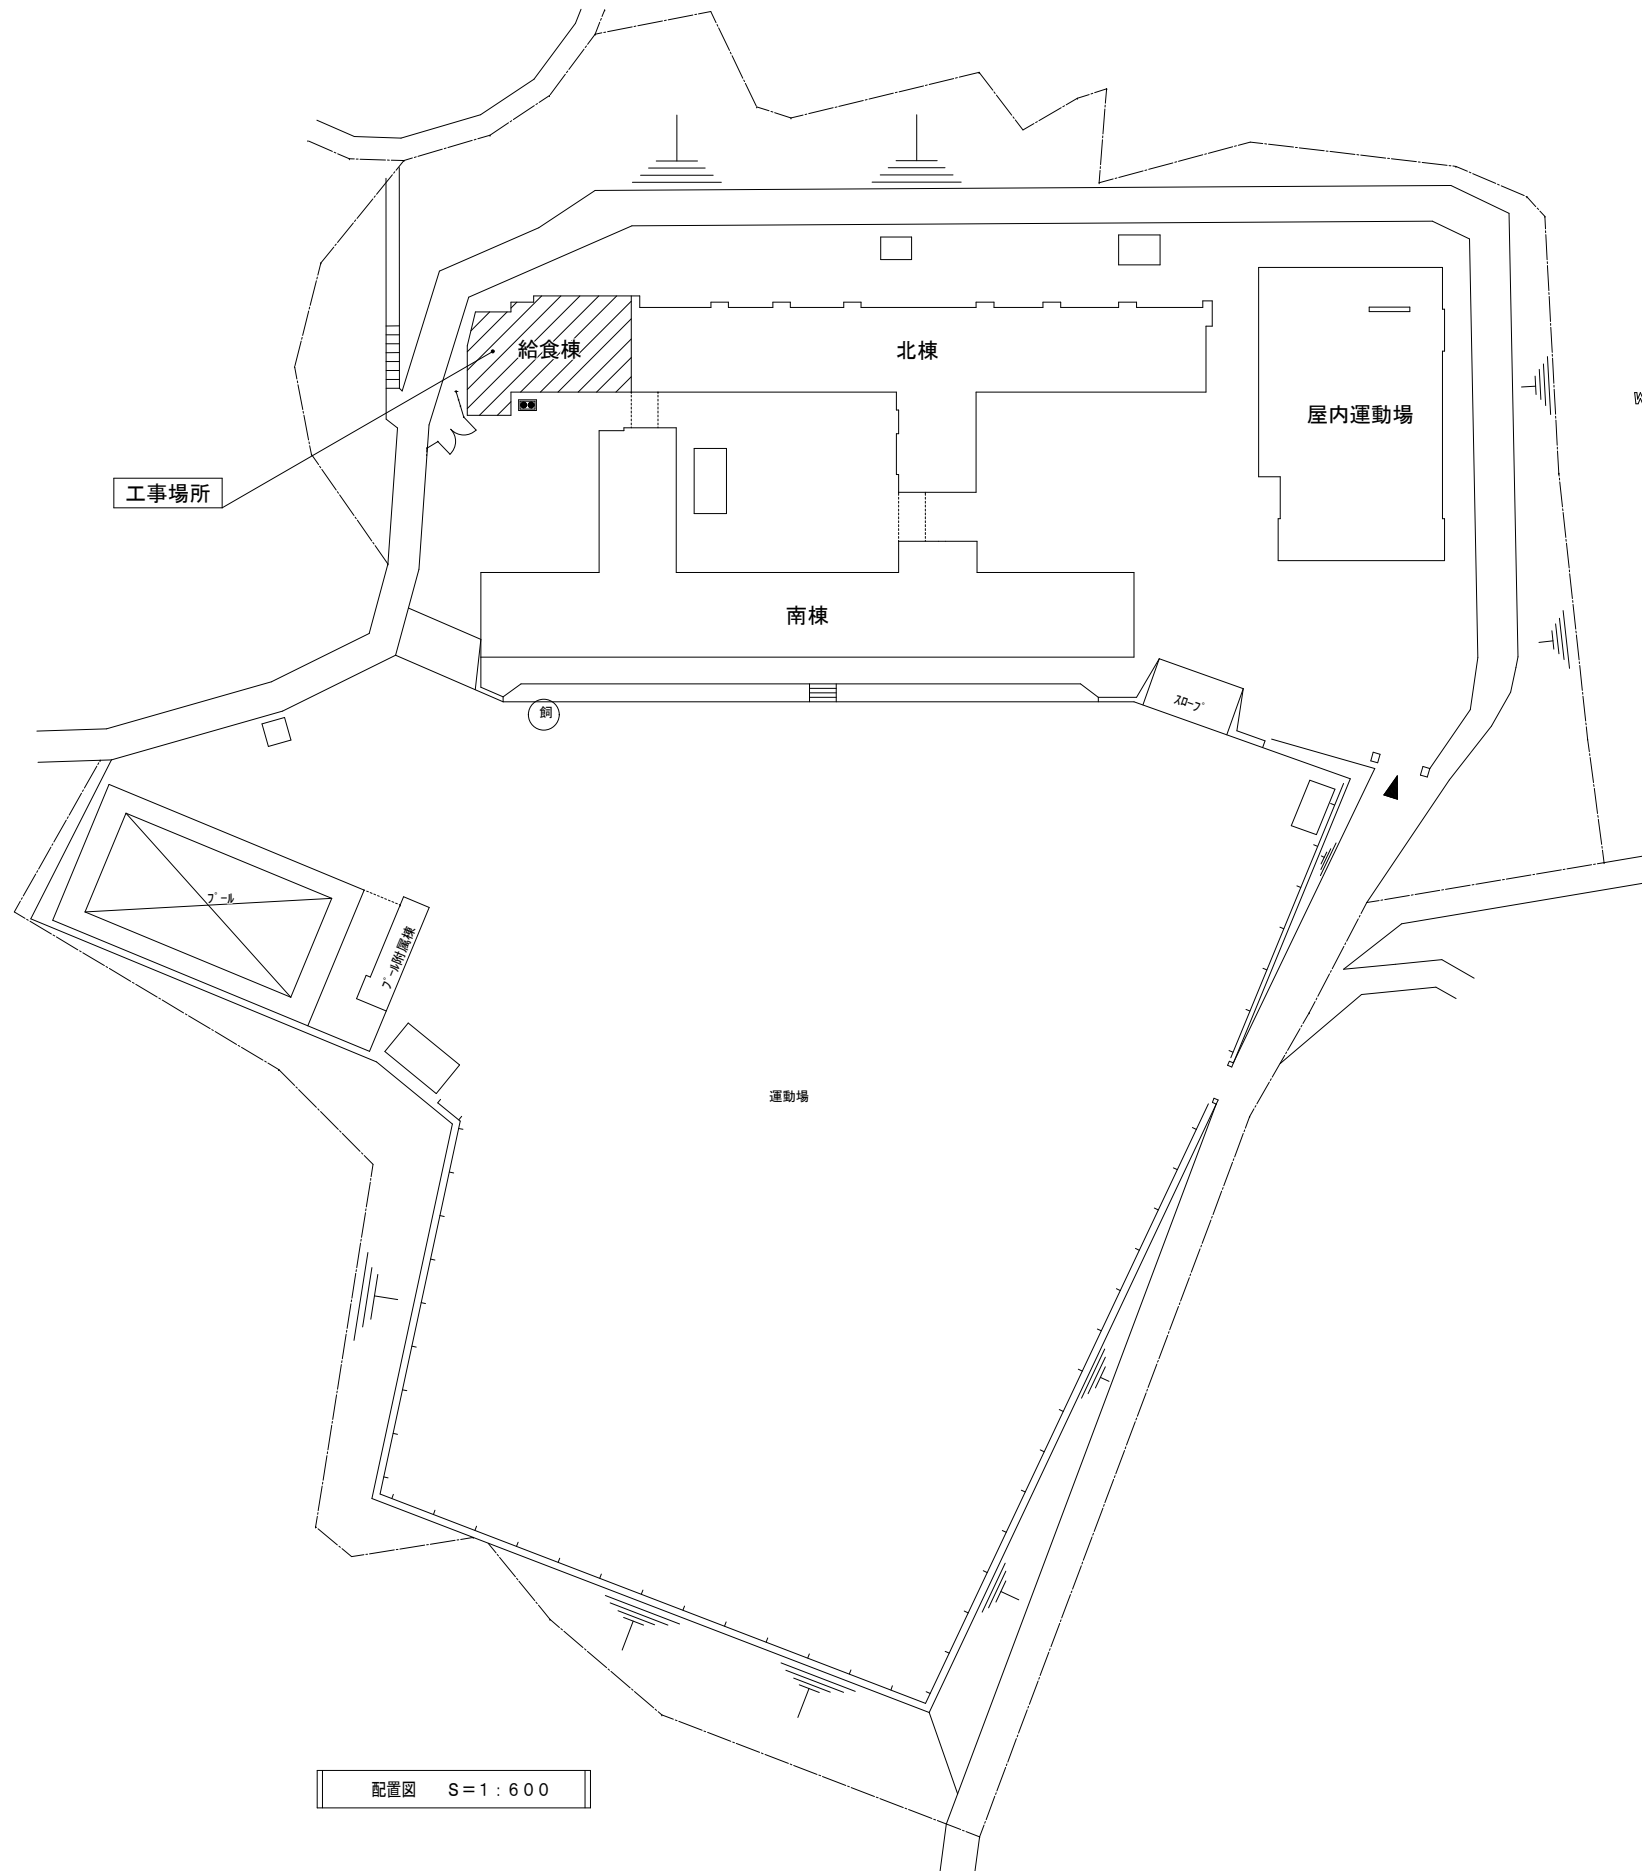 給食棟
北棟
屋内運動場
工事場所
南棟
飼
ｽﾛｰﾌﾟ
ﾌﾟｰﾙ
ﾌﾟｰﾙ附属棟
運動場
配置図　S＝1：600